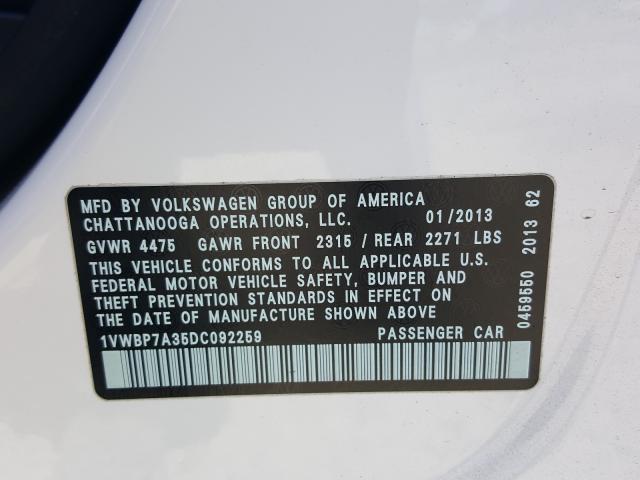 MFD BY VOLKSWAGEN GROUP OF AMERICA
CHATTANOOGA OPERATIONS, LLC. 01/2013
GVWR 4475 GAWR FRONT 2315 / REAR 2271 LBS
THIS VEHICLE CONFORMS TO ALL APPLICABLE U.S.
FEDERAL MOTOR VEHICLE SAFETY, BUMPER AND
THEFT PREVENTION STANDARDS IN EFFECT ON
THE DATE OF MANUFACTURE SHOWN ABOVE.
1VWBP7A35DC092259 PASSENGER CAR
0459550 2013 62